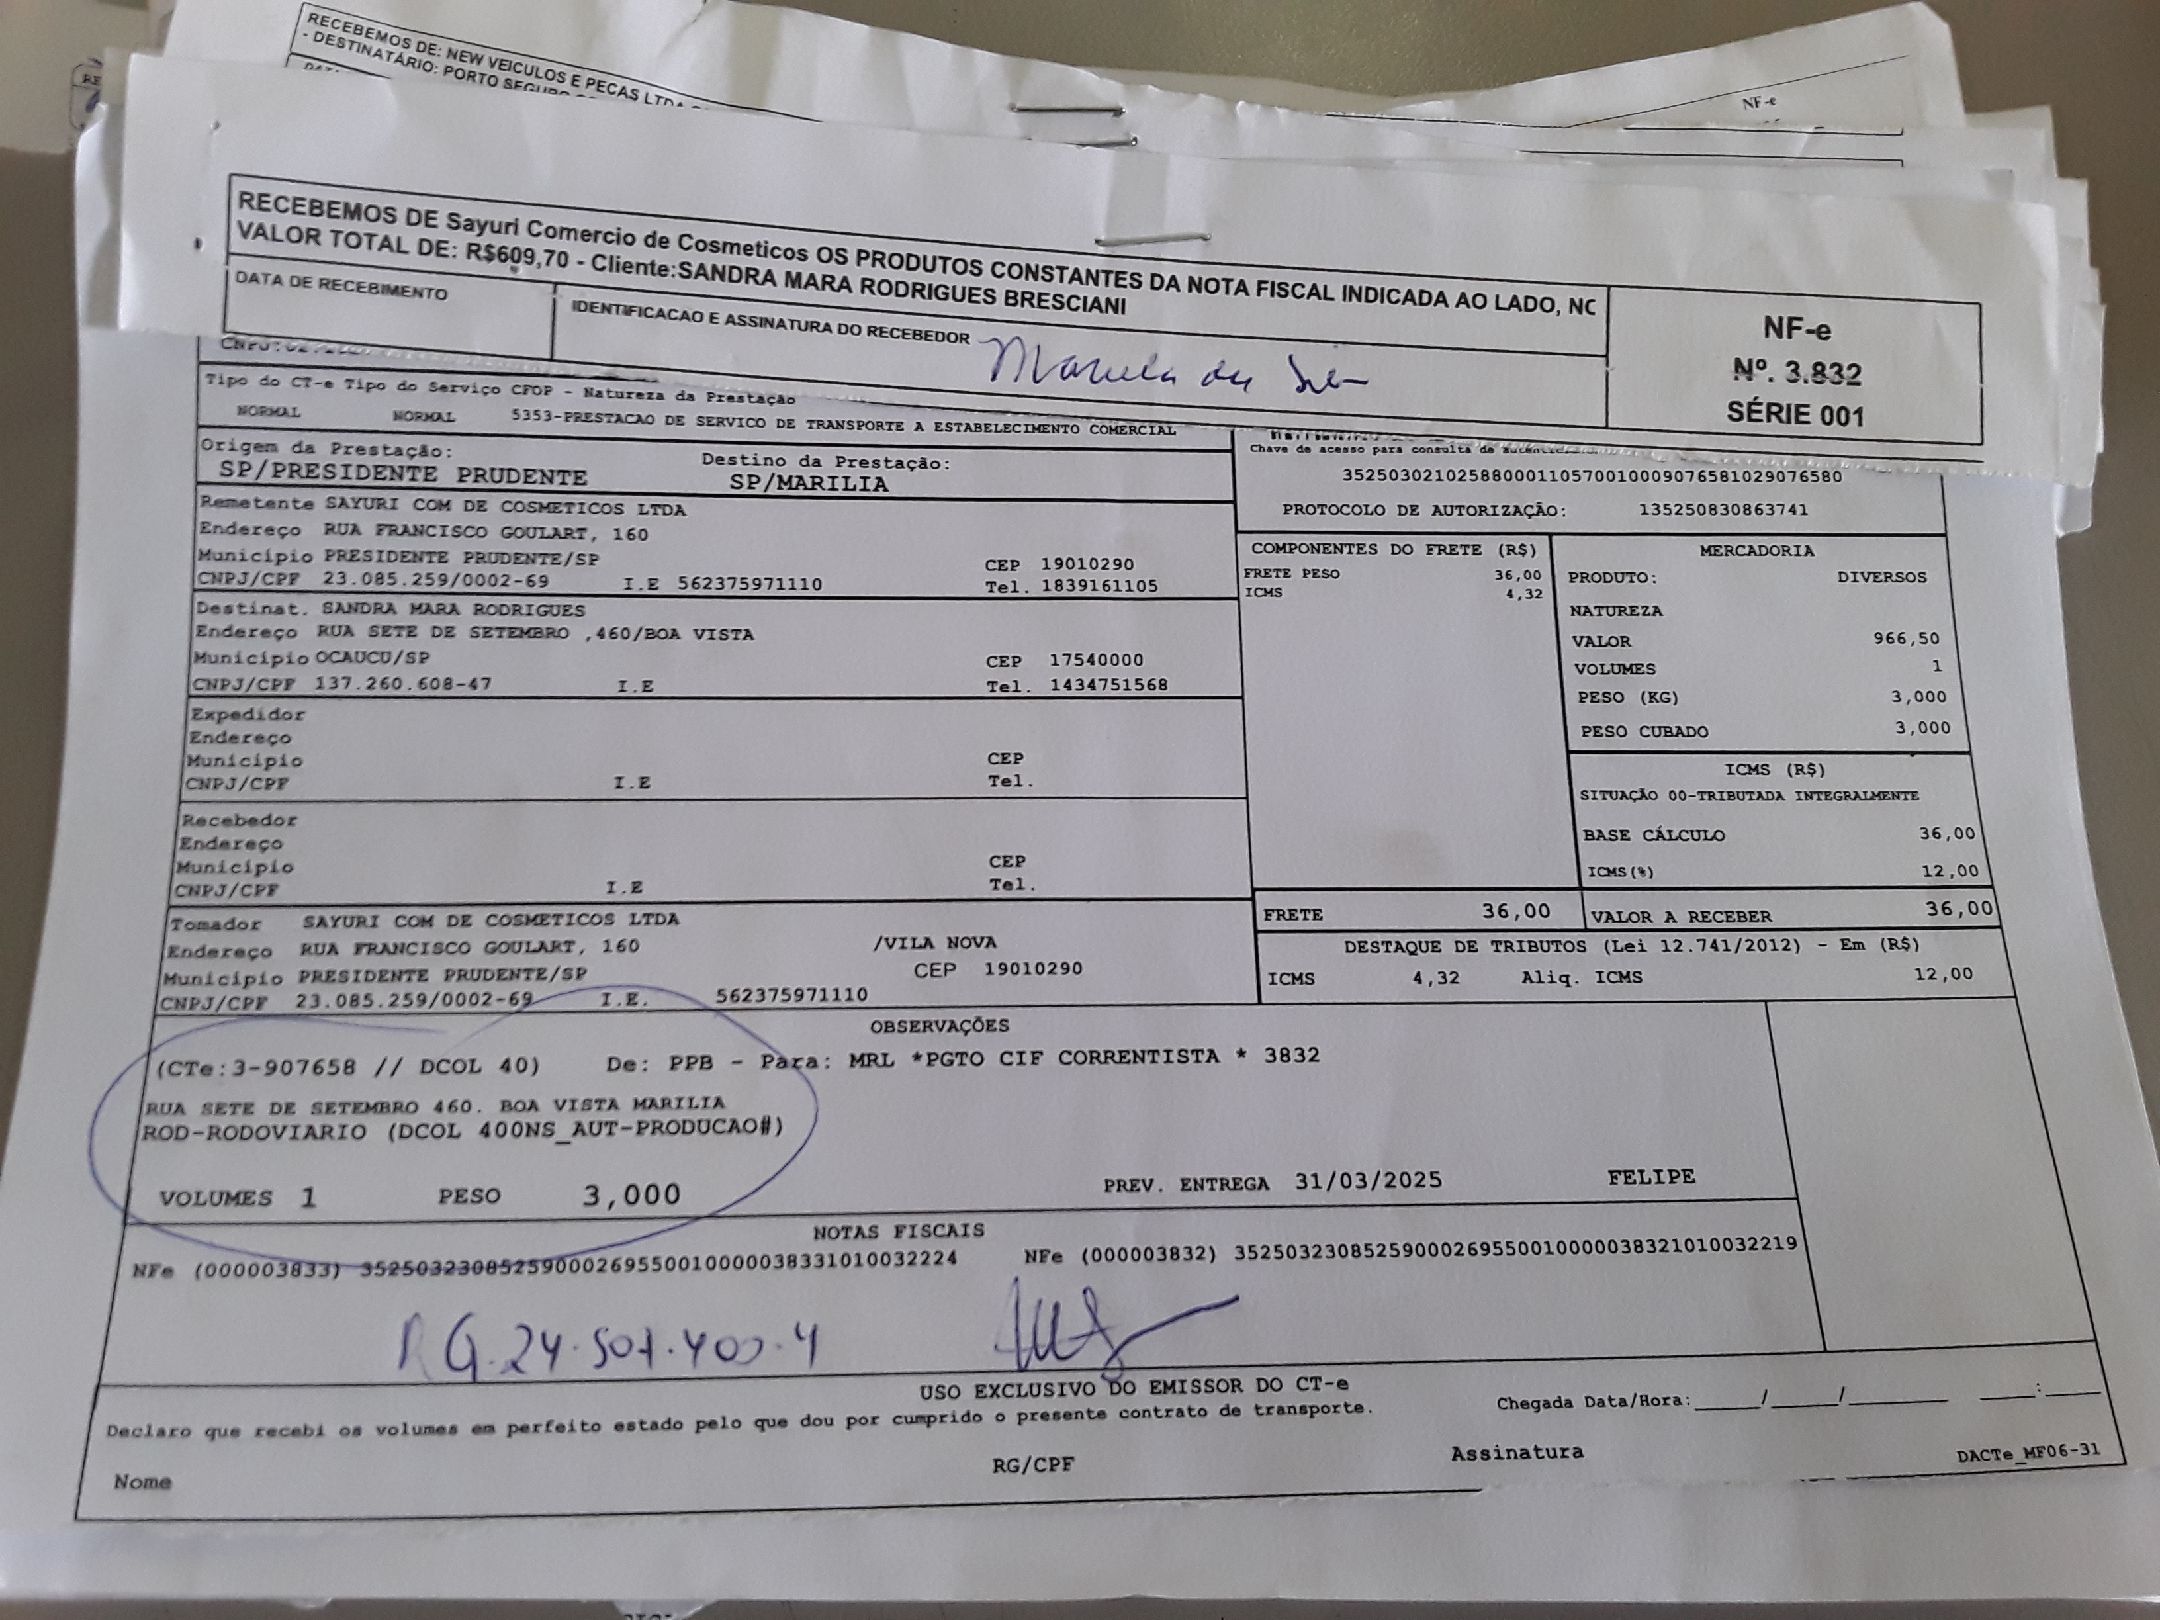 RECEBEMOS DE: NEW VEICULOS E PECAS LTDA
- DESTINATÁRIO: PORTO SEGURO
NF-e
RECEBEMOS DE Sayuri Comercio de Cosmeticos OS PRODUTOS CONSTANTES DA NOTA FISCAL INDICADA AO LADO, NO
VALOR TOTAL DE: R$609,70 - Cliente:SANDRA MARA RODRIGUES BRESCIANI
DATA DE RECEBIMENTO
IDENTIFICACAO E ASSINATURA DO RECEBEDOR
NF-e
Nº. 3.832
SÉRIE 001
Tipo do CT-e Tipo do Serviço CFOP - Natureza da Prestação
NORMAL NORMAL 5353-PRESTACAO DE SERVICO DE TRANSPORTE A ESTABELECIMENTO COMERCIAL
Origem da Prestação: Destino da Prestação:
SP/PRESIDENTE PRUDENTE SP/MARILIA
Chave de acesso para consulta de
35250302102588000110570010009076581029076580
PROTOCOLO DE AUTORIZAÇÃO: 135250830863741
Remetente SAYURI COM DE COSMETICOS LTDA
Endereço RUA FRANCISCO GOULART, 160
Município PRESIDENTE PRUDENTE/SP CEP 19010290
CNPJ/CPF 23.085.259/0002-69 I.E 562375971110 Tel. 1839161105
Destinat. SANDRA MARA RODRIGUES
Endereço RUA SETE DE SETEMBRO ,460/BOA VISTA
Município OCAUCU/SP CEP 17540000
CNPJ/CPF 137.260.608-47 I.E Tel. 1434751568
Expedidor
Endereço
Município CEP
CNPJ/CPF I.E Tel.
Recebedor
Endereço
Município CEP
CNPJ/CPF I.E Tel.
Tomador SAYURI COM DE COSMETICOS LTDA
Endereço RUA FRANCISCO GOULART, 160 /VILA NOVA
Município PRESIDENTE PRUDENTE/SP CEP 19010290
CNPJ/CPF 23.085.259/0002-69 I.E. 562375971110
COMPONENTES DO FRETE (R$)
FRETE PESO 36,00
ICMS 4,32
MERCADORIA
PRODUTO: DIVERSOS
NATUREZA
VALOR 966,50
VOLUMES 1
PESO (KG) 3,000
PESO CUBADO 3,000
ICMS (R$)
SITUAÇÃO 00-TRIBUTADA INTEGRALMENTE
BASE CÁLCULO 36,00
ICMS(%) 12,00
FRETE 36,00 VALOR A RECEBER 36,00
DESTAQUE DE TRIBUTOS (Lei 12.741/2012) - Em (R$)
ICMS 4,32 Aliq. ICMS 12,00
OBSERVAÇÕES
(CTe:3-907658 // DCOL 40) De: PPB - Para: MRL *PGTO CIF CORRENTISTA * 3832
RUA SETE DE SETEMBRO 460. BOA VISTA MARILIA
ROD-RODOVIARIO (DCOL 400NS_AUT-PRODUCAO#)
VOLUMES 1 PESO 3,000 PREV. ENTREGA 31/03/2025 FELIPE
NOTAS FISCAIS
NFe (000003833) 35250323085259000269550010000038331010032224 NFe (000003832) 35250323085259000269550010000038321010032219
RG.24.507.400.4
USO EXCLUSIVO DO EMISSOR DO CT-e
Declaro que recebi os volumes em perfeito estado pelo que dou por cumprido o presente contrato de transporte.
Chegada Data/Hora:____/____/______ ___:___
Nome RG/CPF Assinatura DACTe_MF06-31